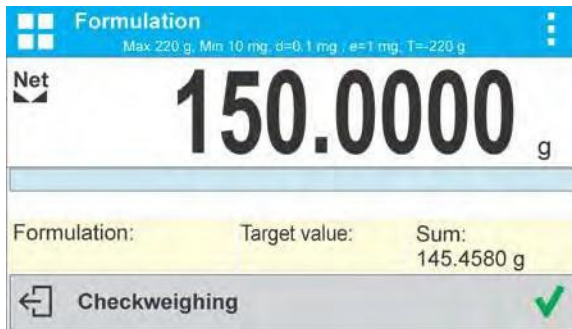 Formulation
Max 220 g, Min 10 mg, d=0.1 mg ; e=1 mg; T=-220 g
Net
150.0000 g
Formulation: Target value: Sum:
145.4580 g
Checkweighing